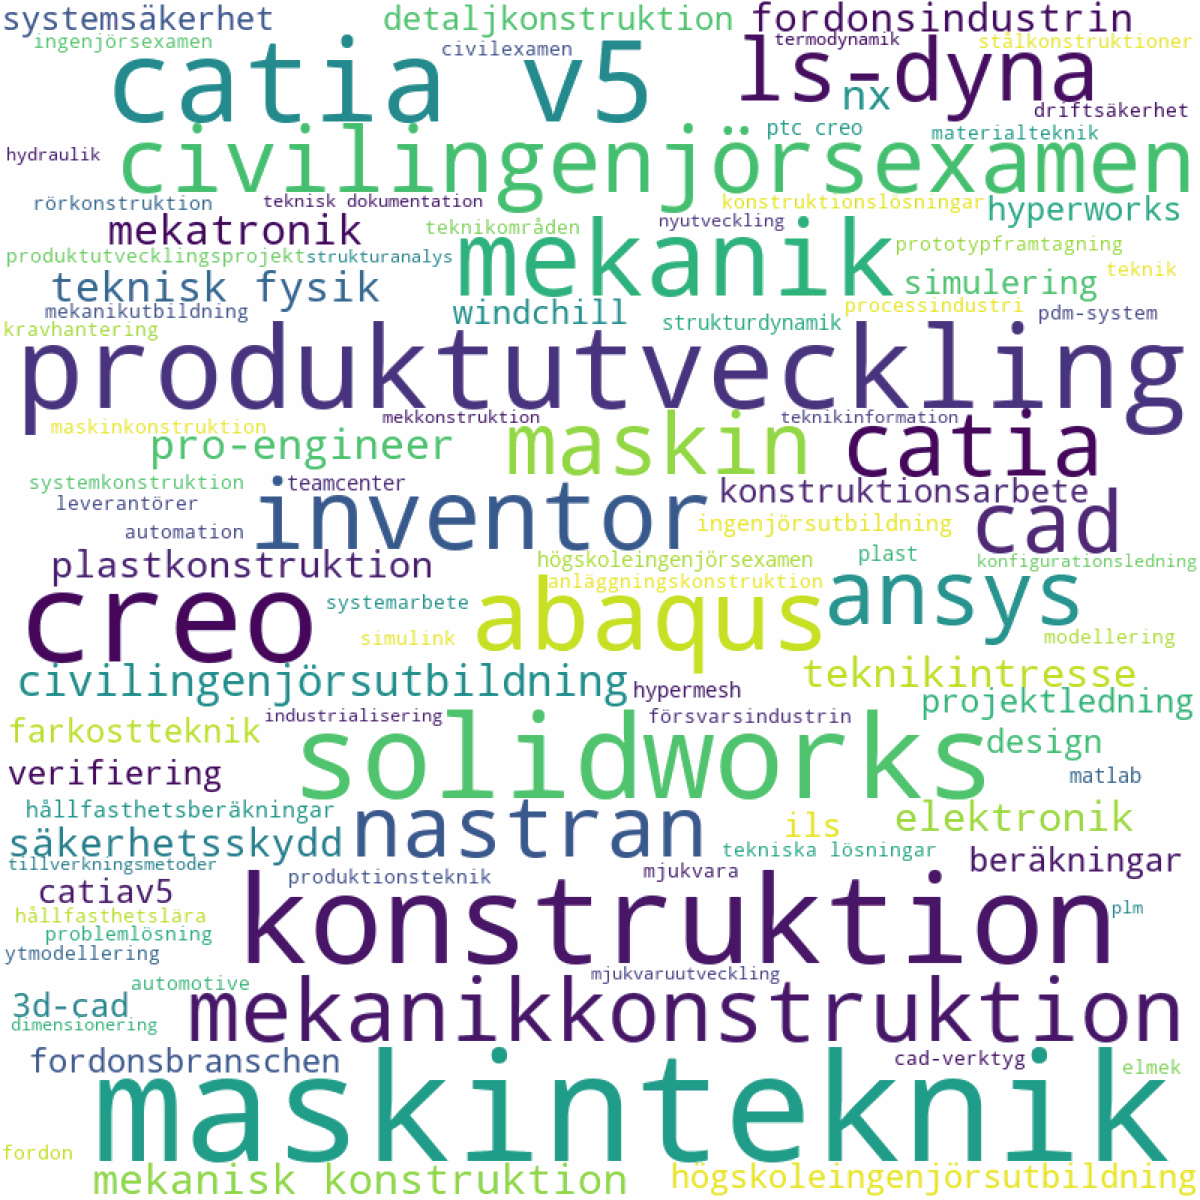 systemsäkerhet
detaljkonstruktion
fordonsindustrin
ingenjörsexamen
civilexamen
termodynamik
stålkonstruktioner
catia v5
ls-dyna
nx
driftsäkerhet
ptc creo
materialteknik
hydraulik
civilingenjörsexamen
rörkonstruktion
teknisk dokumentation
konstruktionslösningar
hyperworks
mekatronik
teknikområden
nyutveckling
mekanik
prototypframtagning
produktutvecklingsprojekt
strukturanalys
teknik
teknisk fysik
simulering
mekanikutbildning
windchill
processindustri
pdm-system
kravhantering
strukturdynamik
produktutveckling
maskinkonstruktion
mekkonstruktion
teknikinformation
pro-engineer
maskin
catia
systemkonstruktion
teamcenter
konstruktionsarbete
leverantörer
inventor
ingenjörsutbildning
cad
automation
plastkonstruktion
högskoleingenjörsexamen
plast
konfigurationsledning
anläggningskonstruktion
creo
systemarbete
abaqus
ansys
simulink
modellering
civilingenjörsutbildning
hypermesh
teknikintresse
projektledning
industrialisering
försvarsindustrin
farkostteknik
solidworks
design
verifiering
matlab
hållfasthetsberäkningar
nastran
ils
elektronik
säkerhetsskydd
tekniska lösningar
beräkningar
tillverkningsmetoder
produktionsteknik
mjukvara
catiav5
konstruktion
plm
hållfasthetslära
problemlösning
ytmodellering
mjukvaruutveckling
automotive
3d-cad
mekanikkonstruktion
dimensionering
fordonsbranschen
cad-verktyg
elmek
maskinteknik
fordon
mekanisk konstruktion
högskoleingenjörsutbildning